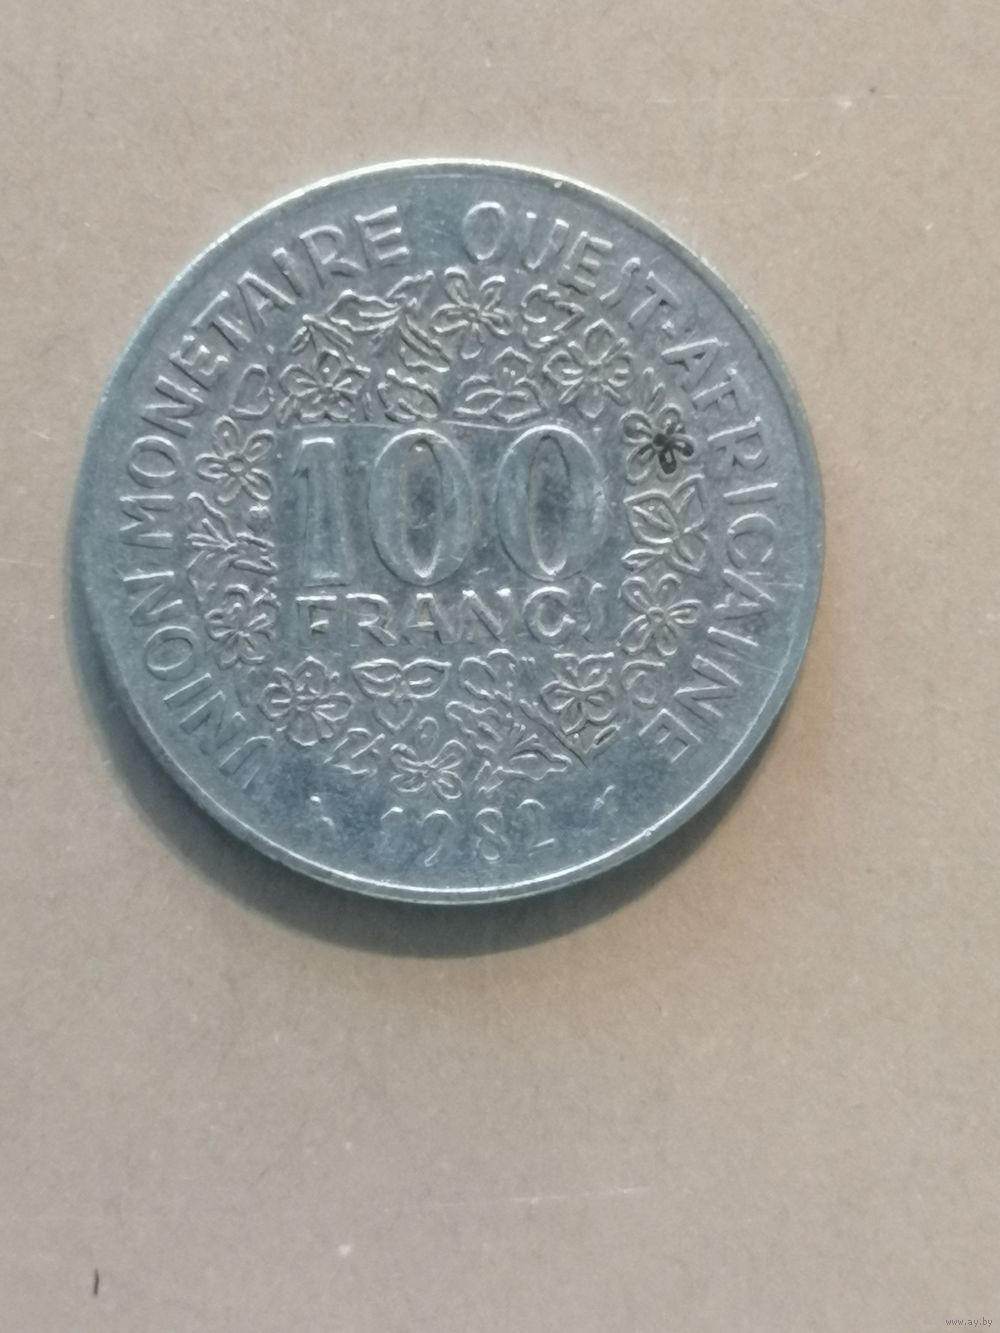 UNION MONETAIRE OUEST-AFRICAINE
100
FRANCS
1982
www.ay.by